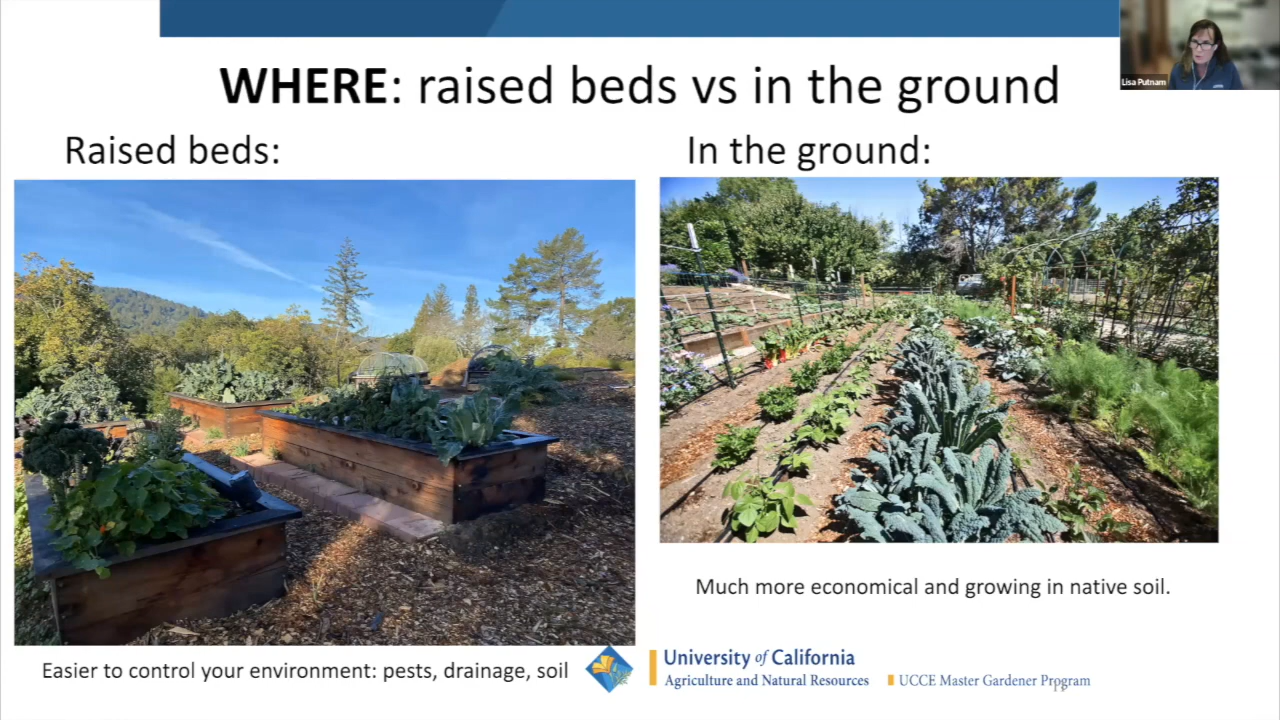 WHERE: raised beds vs in the ground
Lisa Putnam
Raised beds:
In the ground:
Much more economical and growing in native soil.
Easier to control your environment: pests, drainage, soil
University of California
Agriculture and Natural Resources
UCCE Master Gardener Program